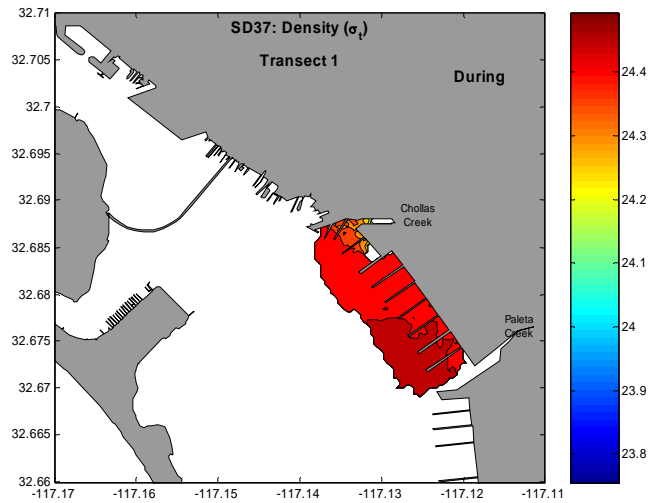 32.71
SD37: Density (σt)
32.705
Transect 1
During
24.4
32.7
24.3
32.695
32.69
Chollas
Creek
24.2
32.685
24.1
32.68
24
32.675
Paleta
Creek
32.67
23.9
32.665
23.8
32.66
-117.17 -117.16 -117.15 -117.14 -117.13 -117.12 -117.11